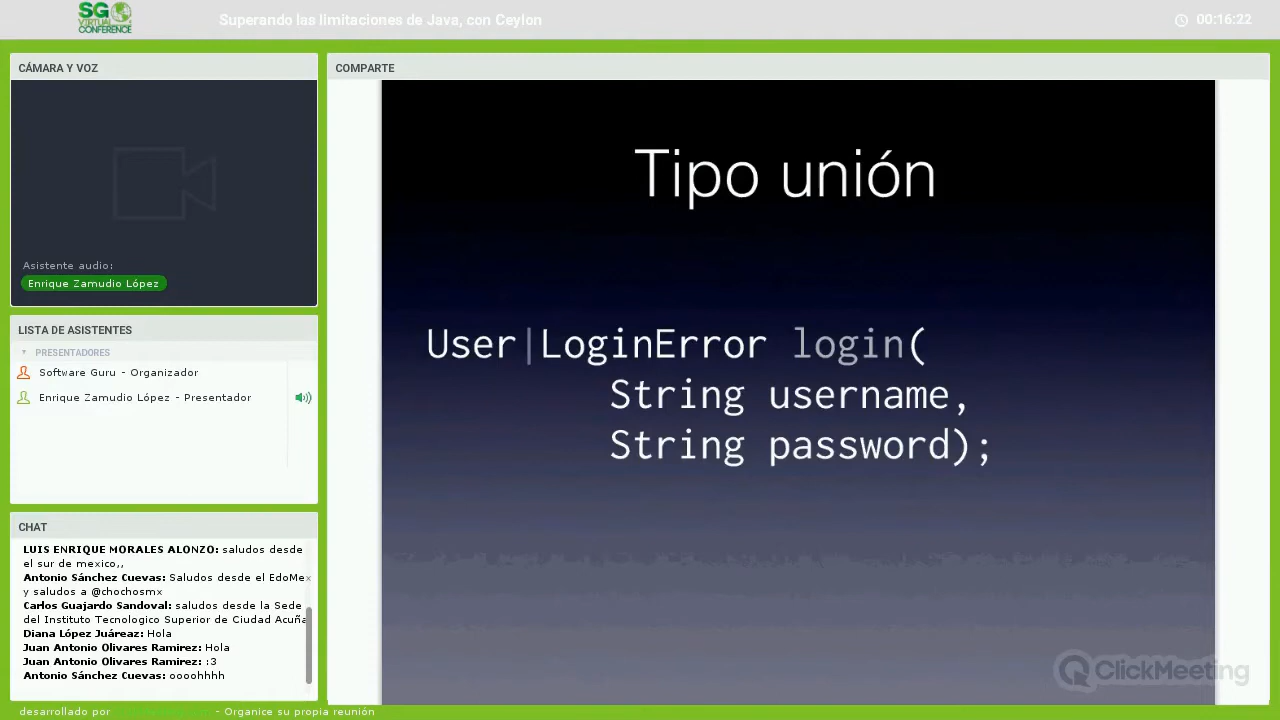 SG
VIRTUAL
CONFERENCE
Superando las limitaciones de Java, con Ceylon
00:16:22
CÁMARA Y VOZ
Asistente audio:
Enrique Zamudio López
LISTA DE ASISTENTES
PRESENTADORES
Software Guru - Organizador
Enrique Zamudio López - Presentador
CHAT
LUIS ENRIQUE MORALES ALONZO: saludos desde
el sur de mexico,,
Antonio Sánchez Cuevas: Saludos desde el EdoMex
y saludos a @chochosmx
Carlos Guajardo Sandoval: saludos desde la Sede
del Instituto Tecnologico Superior de Ciudad Acuña
Diana López Juáreaz: Hola
Juan Antonio Olivares Ramirez: Hola
Juan Antonio Olivares Ramirez: :3
Antonio Sánchez Cuevas: oooohhhh
COMPARTE
Tipo unión
User|LoginError login(
String username,
String password);
ClickMeeting
desarrollado por
- Organice su propia reunión